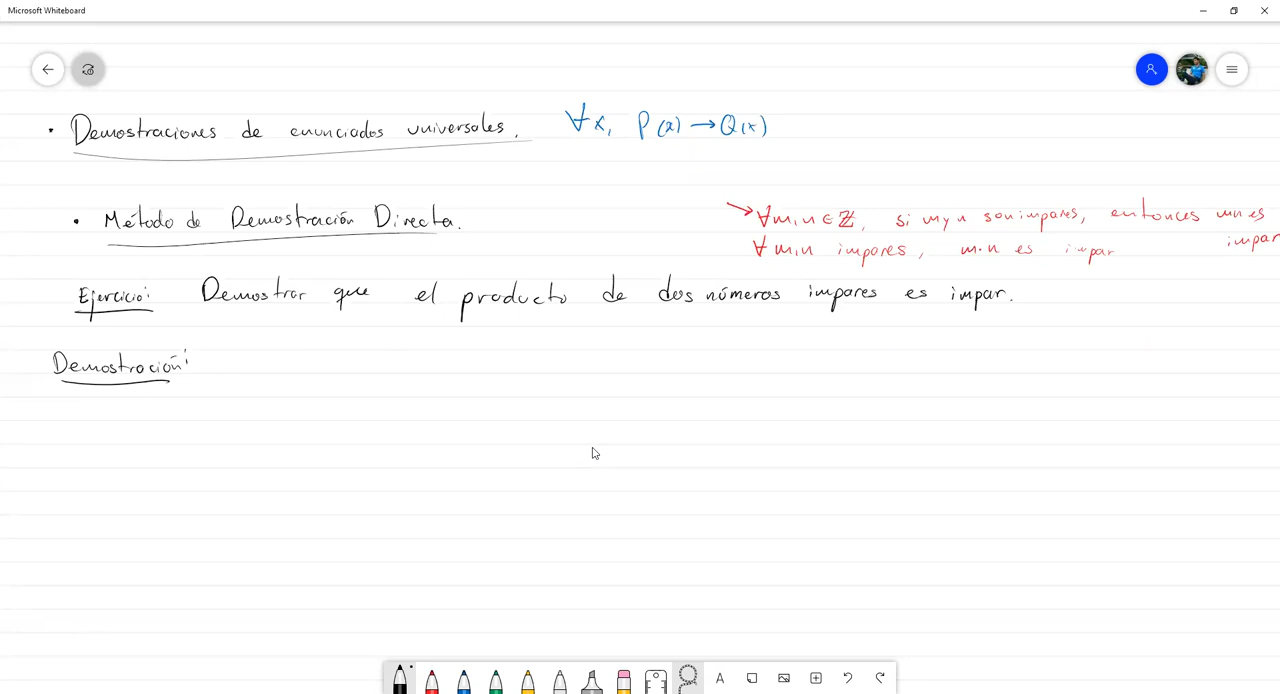 Microsoft Whiteboard
• Demostraciones de enunciados universales. ∀x, P(x) → Q(x)
• Método de Demostración Directa.
→ ∀m,n ∈ ℤ, si m y n son impares, entonces mn es impar
∀ m,n impares, m·n es impar
Ejercicio: Demostrar que el producto de dos números impares es impar.
Demostración:
A